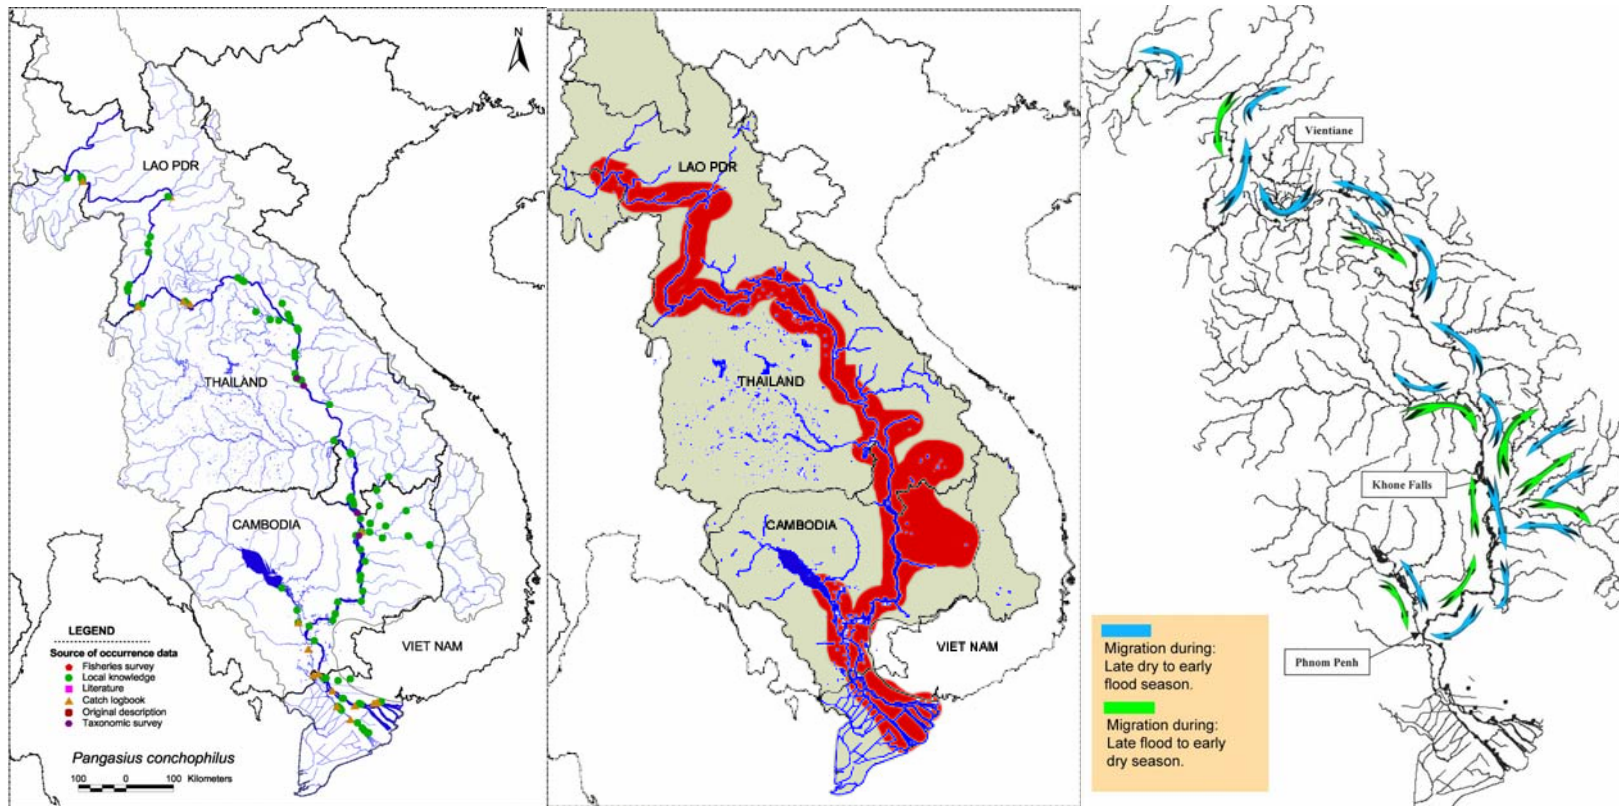 N
LAO PDR
THAILAND
CAMBODIA
VIET NAM
LEGEND
Source of occurrence data
Fisheries survey
Local knowledge
Literature
Catch logbook
Original description
Taxonomic survey
Pangasius conchophilus
100 0 100 Kilometers
LAO PDR
THAILAND
CAMBODIA
VIET NAM
Vientiane
Khone Falls
Phnom Penh
Migration during:
Late dry to early
flood season.
Migration during:
Late flood to early
dry season.